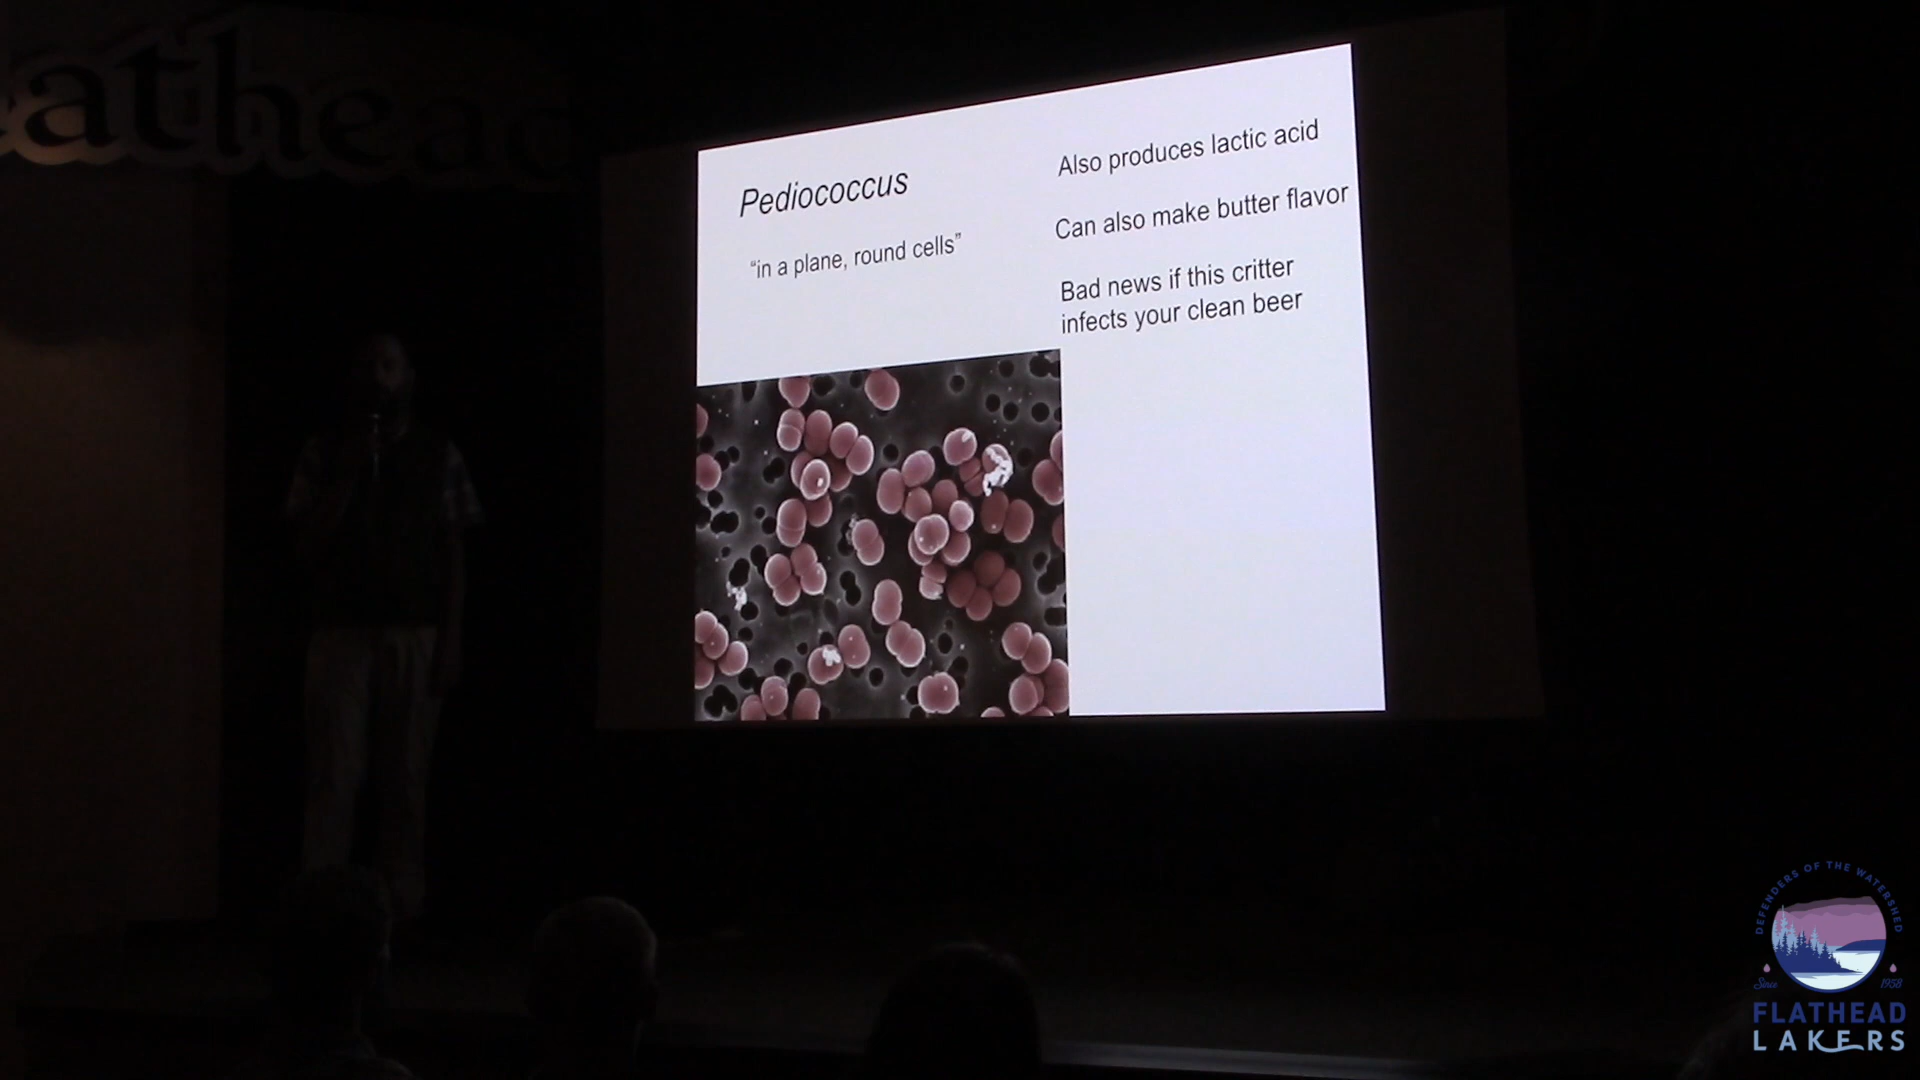 eathead
Pediococcus
“in a plane, round cells”
Also produces lactic acid
Can also make butter flavor
Bad news if this critter
infects your clean beer
DEFENDERS OF THE WATERSHED
Since 1958
FLATHEAD
LAKERS